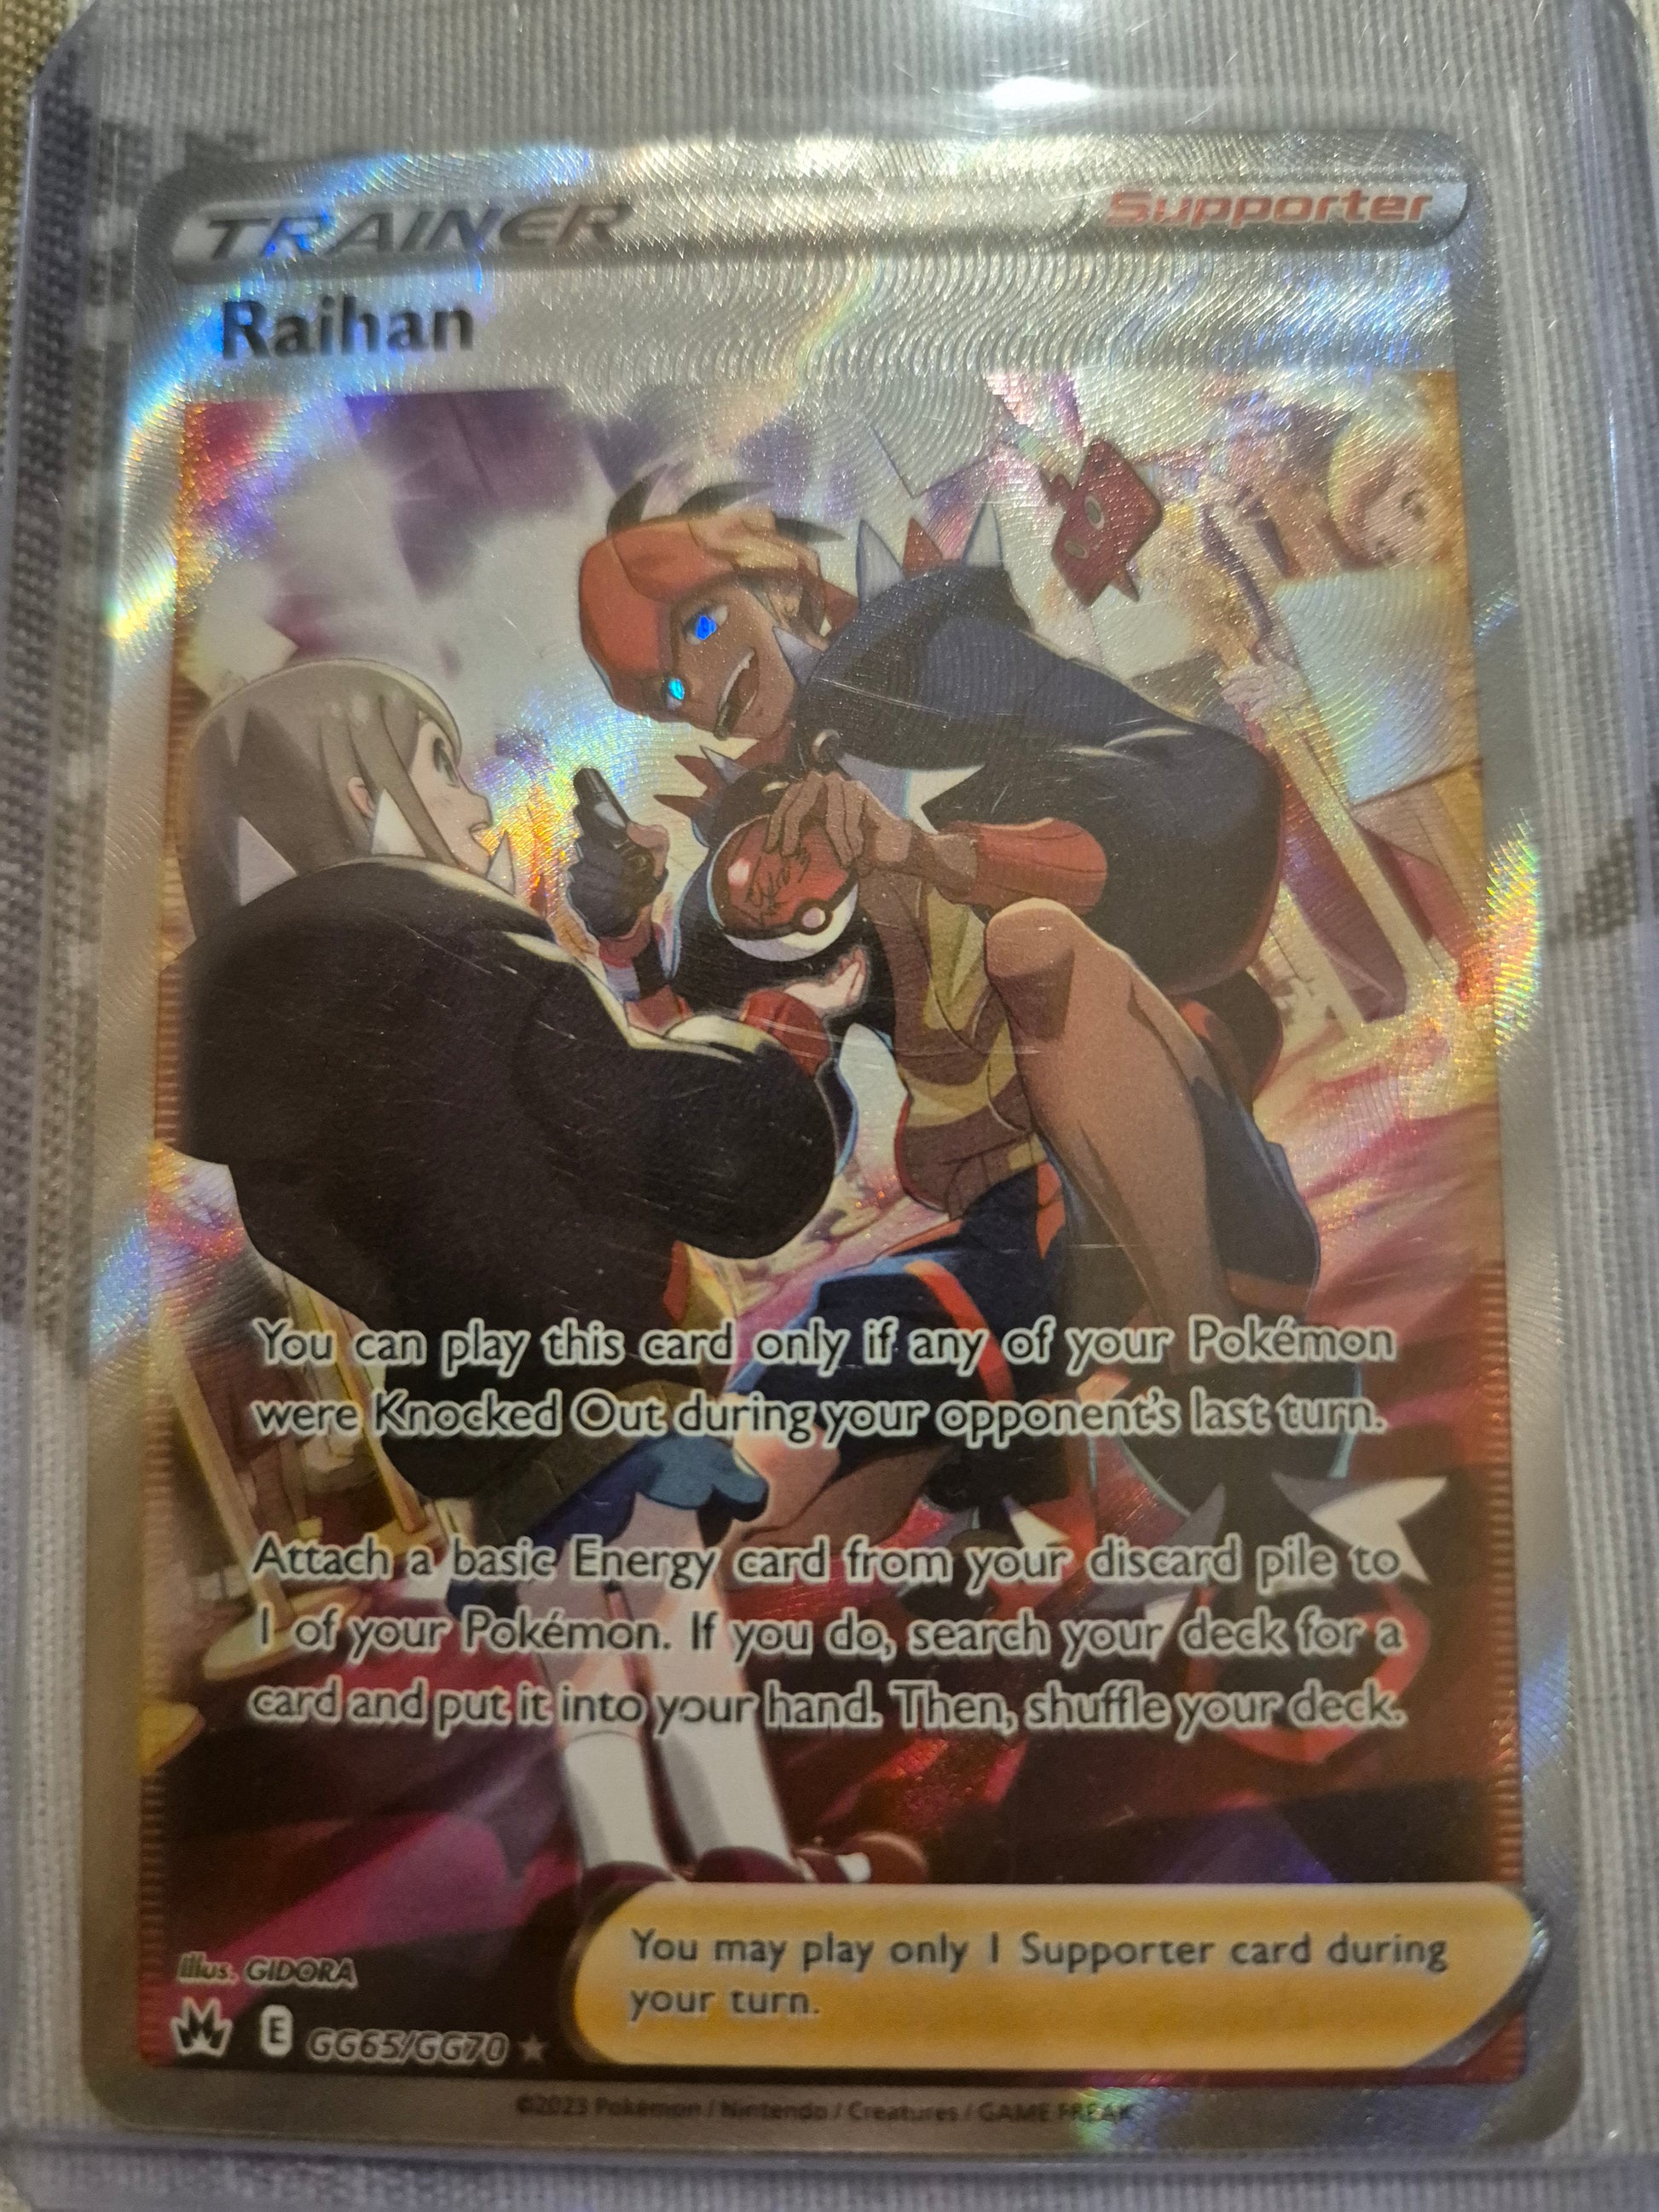 TRAINER Supporter
Raihan
You can play this card only if any of your Pokémon
were Knocked Out during your opponent's last turn.
Attach a basic Energy card from your discard pile to
1 of your Pokémon. If you do, search your deck for a
card and put it into your hand. Then, shuffle your deck.
You may play only 1 Supporter card during
your turn.
Illus. GIDORA
E GG65/GG70
©2023 Pokémon / Nintendo / Creatures / GAME FREAK